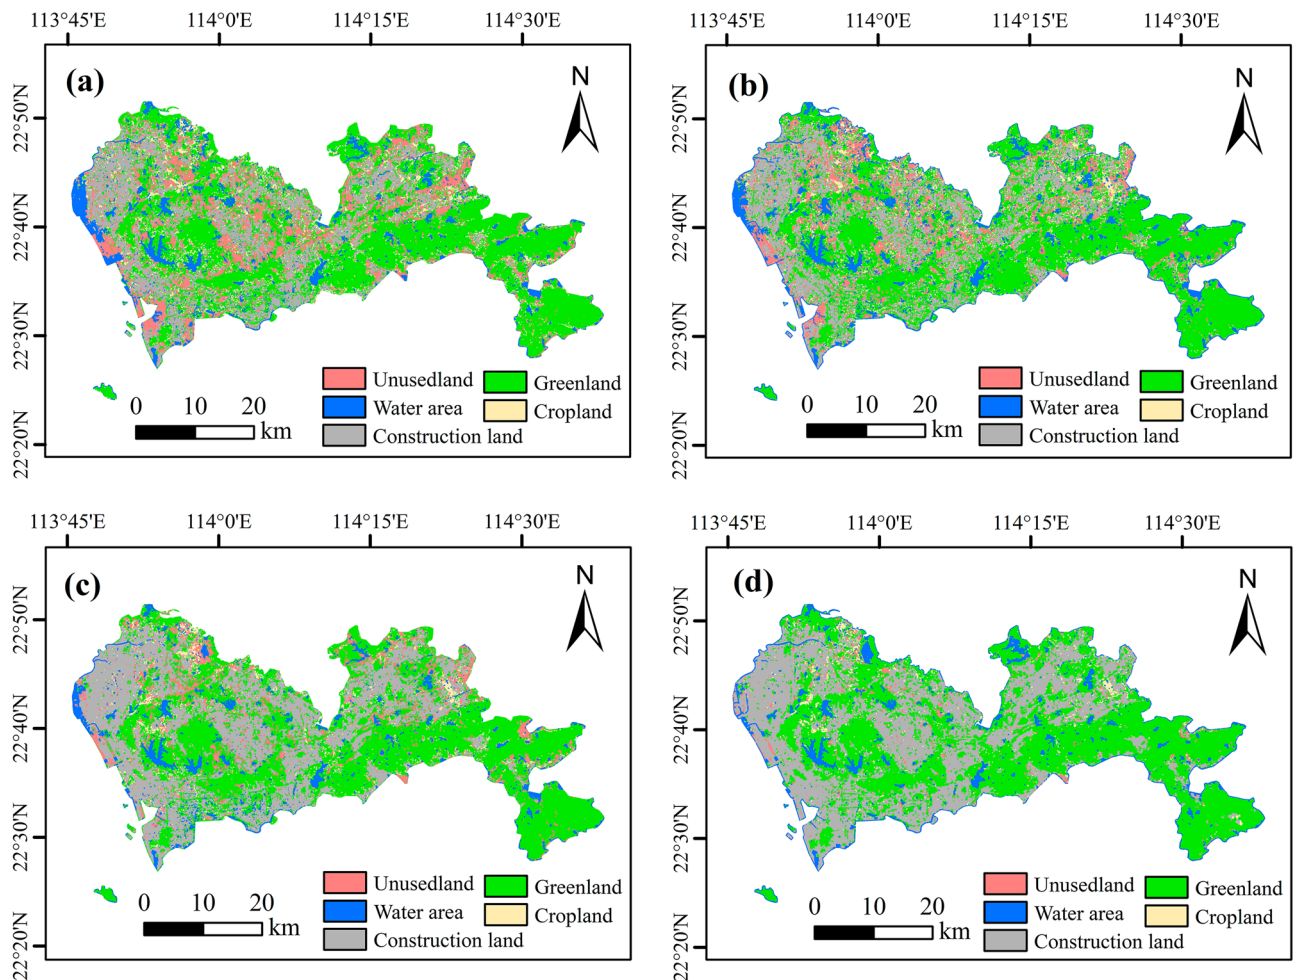 113°45'E 114°0'E 114°15'E 114°30'E
(a)
N
22°50'N
22°40'N
22°30'N
22°20'N
0 10 20 km
Unusedland
Water area
Construction land
Greenland
Cropland
113°45'E 114°0'E 114°15'E 114°30'E
(b)
N
22°50'N
22°40'N
22°30'N
22°20'N
0 10 20 km
Unusedland
Water area
Construction land
Greenland
Cropland
113°45'E 114°0'E 114°15'E 114°30'E
(c)
N
22°50'N
22°40'N
22°30'N
22°20'N
0 10 20 km
Unusedland
Water area
Construction land
Greenland
Cropland
113°45'E 114°0'E 114°15'E 114°30'E
(d)
N
22°50'N
22°40'N
22°30'N
22°20'N
0 10 20 km
Unusedland
Water area
Construction land
Greenland
Cropland